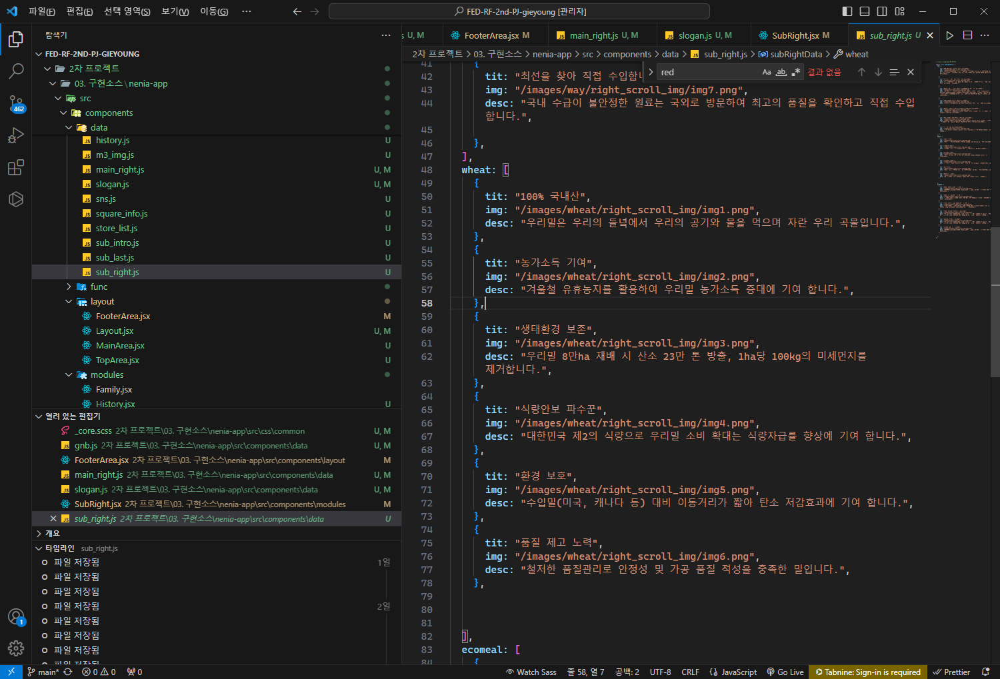 파일(F) 편집(E) 선택 영역(S) 보기(V) 이동(G) ···
FED-RF-2nd-PJ-gieyoung [관리자]
탐색기
FED-RF-2ND-PJ-GIEYOUNG
2차 프로젝트
03. 구현소스 \ nenia-app
src
components
data
history.js U
m3_img.js U
main_right.js U, M
slogan.js U, M
sns.js U
square_info.js U
store_list.js U
sub_intro.js U
sub_last.js U
sub_right.js U
func
layout
FooterArea.jsx M
Layout.jsx U, M
MainArea.jsx U
TopArea.jsx U
modules
Family.jsx
History.jsx U
열려 있는 편집기
_core.scss 2차 프로젝트\03. 구현소스\nenia-app\src\css\common U, M
gnb.js 2차 프로젝트\03. 구현소스\nenia-app\src\components\data U, M
FooterArea.jsx 2차 프로젝트\03. 구현소스\nenia-app\src\components\layout M
main_right.js 2차 프로젝트\03. 구현소스\nenia-app\src\components\data U, M
slogan.js 2차 프로젝트\03. 구현소스\nenia-app\src\components\data U, M
SubRight.jsx 2차 프로젝트\03. 구현소스\nenia-app\src\components\modules M
sub_right.js 2차 프로젝트\03. 구현소스\nenia-app\src\components\data U
개요
타임라인 sub_right.js
파일 저장됨 1일
파일 저장됨
파일 저장됨
파일 저장됨 2일
파일 저장됨
파일 저장됨
파일 저장됨
파일 저장됨
462
1
s U, M FooterArea.jsx M main_right.js U, M slogan.js U, M SubRight.jsx M sub_right.js U
2차 프로젝트 > 03. 구현소스 > nenia-app > src > components > data > sub_right.js > subRightData > wheat
red Aa ab .* 결과 없음
41 {
42 tit: "최선을 찾아 직접 수입합
43 img: "/images/way/right_scroll_img/img7.png",
44 desc: "국내 수급이 불안정한 원료는 국외로 방문하여 최고의 품질을 확인하고 직접 수입
합니다.",
45
46 },
47 ],
48 wheat: [
49 {
50 tit: "100% 국내산",
51 img: "/images/wheat/right_scroll_img/img1.png",
52 desc: "우리밀은 우리의 들녘에서 우리의 공기와 물을 먹으며 자란 우리 곡물입니다.",
53 },
54 {
55 tit: "농가소득 기여",
56 img: "/images/wheat/right_scroll_img/img2.png",
57 desc: "겨울철 유휴농지를 활용하여 우리밀 농가소득 증대에 기여 합니다.",
58 },
59 {
60 tit: "생태환경 보존",
61 img: "/images/wheat/right_scroll_img/img3.png",
62 desc: "우리밀 8만ha 재배 시 산소 23만 톤 방출, 1ha당 100kg의 미세먼지를
제거합니다.",
63 },
64 {
65 tit: "식량안보 파수꾼",
66 img: "/images/wheat/right_scroll_img/img4.png",
67 desc: "대한민국 제2의 식량으로 우리밀 소비 확대는 식량자급률 향상에 기여 합니다.",
68 },
69 {
70 tit: "환경 보호",
71 img: "/images/wheat/right_scroll_img/img5.png",
72 desc: "수입밀(미국, 캐나다 등) 대비 이동거리가 짧아 탄소 저감효과에 기여 합니다.",
73 },
74 {
75 tit: "품질 제고 노력",
76 img: "/images/wheat/right_scroll_img/img6.png",
77 desc: "철저한 품질관리로 안정성 및 가공 품질 적성을 충족한 밀입니다.",
78 },
79
80
81
82 ],
83 ecomeal: [
84 {
main* 0 0 0 Watch Sass 줄 58, 열 7 공백: 2 UTF-8 CRLF JavaScript Go Live Tabnine: Sign-in is required Prettier